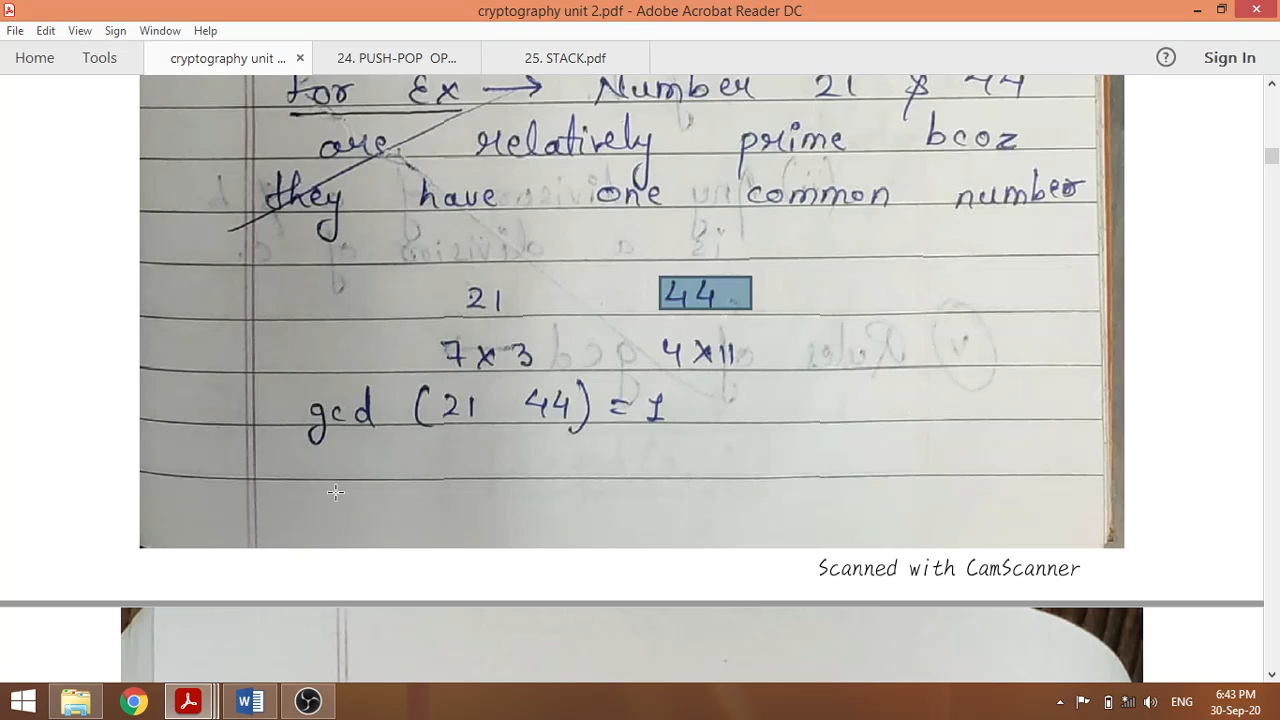 cryptography unit 2.pdf - Adobe Acrobat Reader DC
File Edit View Sign Window Help
Home Tools cryptography unit ... × 24. PUSH-POP OP... 25. STACK.pdf ? Sign In
For Ex → Number 21 & 44
are relatively prime bcoz
they have one common number
21 44
7 x 3 4 x 11
gcd (21 44) = 1
Scanned with CamScanner
ENG 6:43 PM
30-Sep-20